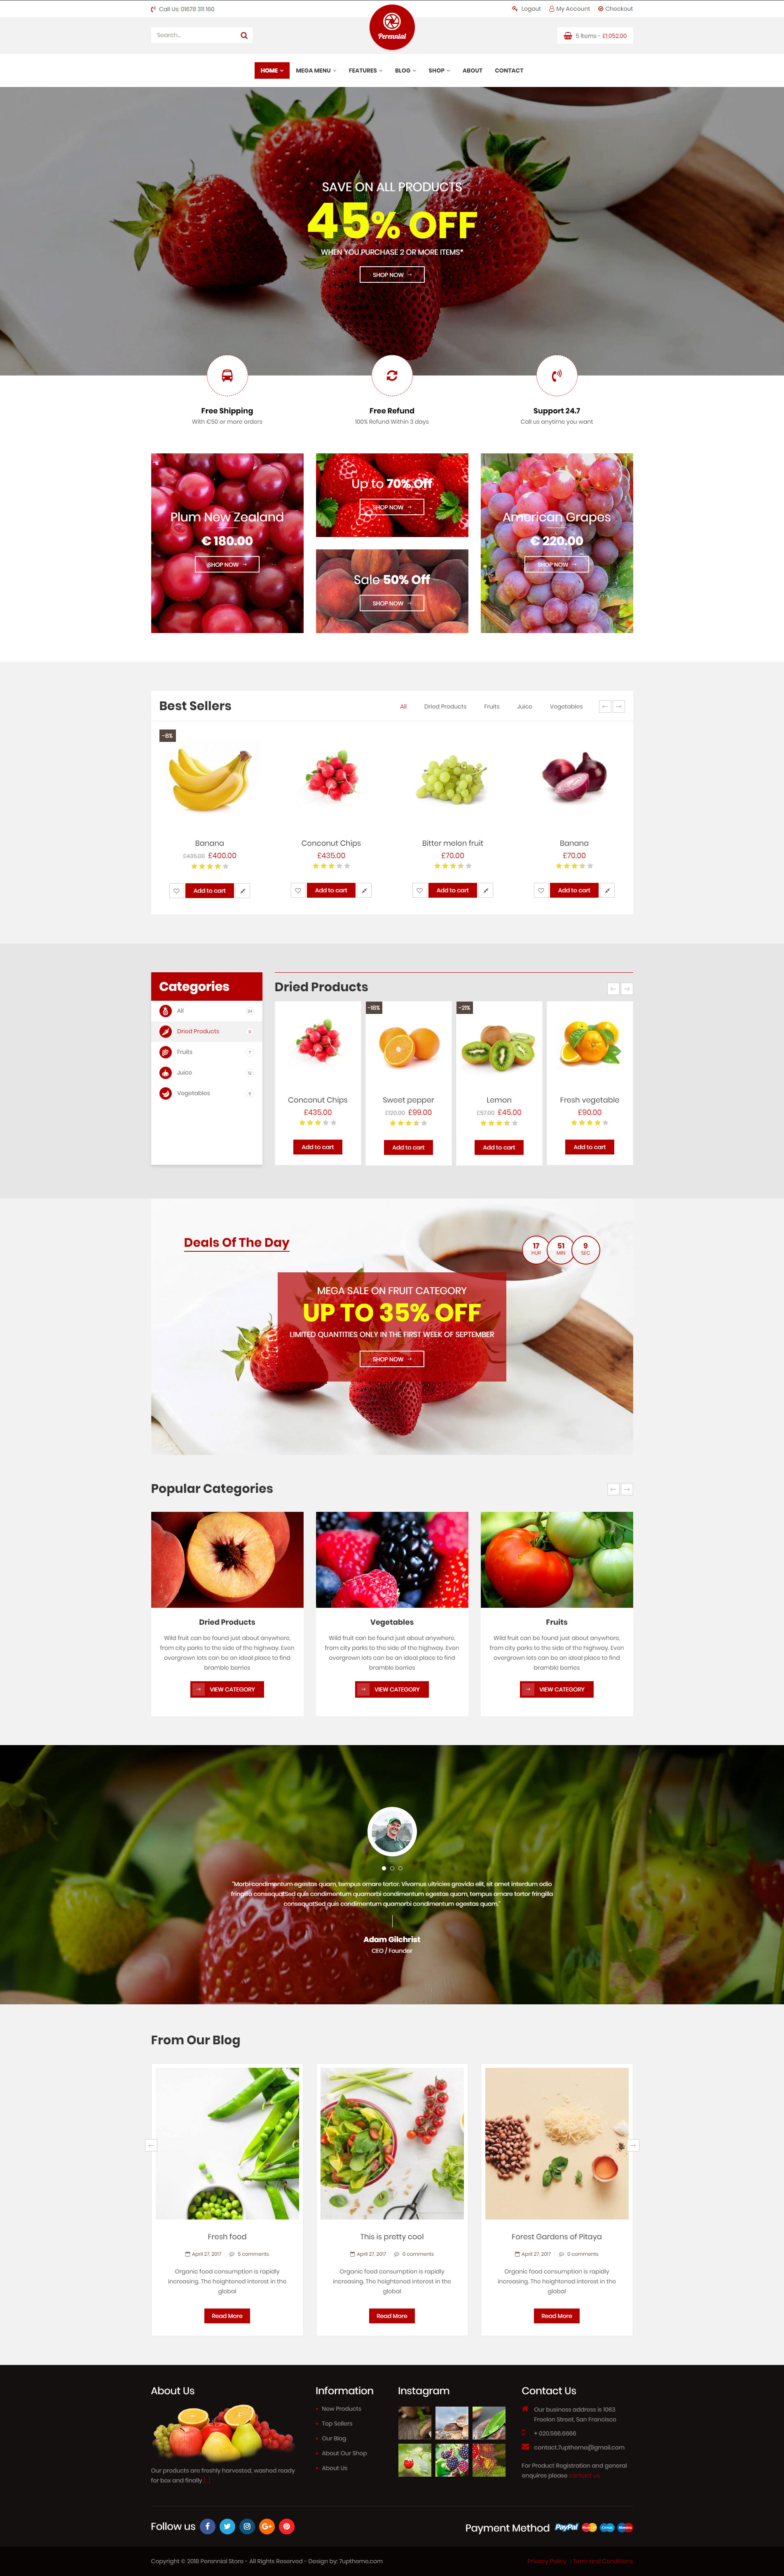 Call Us: 01678 311 160
Logout
My Account
Checkout
Search...
Perennial
5 Items - £1,052.00
HOME
MEGA MENU
FEATURES
BLOG
SHOP
ABOUT
CONTACT
SAVE ON ALL PRODUCTS
45% OFF
WHEN YOU PURCHASE 2 OR MORE ITEMS*
SHOP NOW →
Free Shipping
With €50 or more orders
Free Refund
100% Refund Within 3 days
Support 24.7
Call us anytime you want
Plum New Zealand
€ 180.00
SHOP NOW →
Up to 70% Off
SHOP NOW →
Sale 50% Off
SHOP NOW →
American Grapes
€ 220.00
SHOP NOW →
Best Sellers
All
Dried Products
Fruits
Juice
Vegetables
-8%
Banana
£435.00 £400.00
Add to cart
Conconut Chips
£435.00
Add to cart
Bitter melon fruit
£70.00
Add to cart
Banana
£70.00
Add to cart
Categories
All
Dried Products
Fruits
Juice
Vegetables
Dried Products
Conconut Chips
£435.00
Add to cart
-18%
Sweet pepper
£120.00 £99.00
Add to cart
-21%
Lemon
£57.00 £45.00
Add to cart
Fresh vegetable
£90.00
Add to cart
Deals Of The Day
17 HUR
51 MIN
9 SEC
MEGA SALE ON FRUIT CATEGORY
UP TO 35% OFF
LIMITED QUANTITIES ONLY IN THE FIRST WEEK OF SEPTEMBER
SHOP NOW →
Popular Categories
Dried Products
Wild fruit can be found just about anywhere,
from city parks to the side of the highway. Even
overgrown lots can be an ideal place to find
bramble berries
→ VIEW CATEGORY
Vegetables
Wild fruit can be found just about anywhere,
from city parks to the side of the highway. Even
overgrown lots can be an ideal place to find
bramble berries
→ VIEW CATEGORY
Fruits
Wild fruit can be found just about anywhere,
from city parks to the side of the highway. Even
overgrown lots can be an ideal place to find
bramble berries
→ VIEW CATEGORY
"Morbi condimentum egestas quam, tempus ornare tortor. Vivamus ultricies gravida elit, sit amet interdum odio
fringilla consequatSed quis condimentum quamorbi condimentum egestas quam, tempus ornare tortor fringilla
consequatSed quis condimentum quamorbi condimentum egestas quam."
Adam Gilchrist
CEO / Founder
From Our Blog
Fresh food
April 27, 2017
5 comments
Organic food consumption is rapidly
increasing. The heightened interest in the
global
Read More
This is pretty cool
April 27, 2017
0 comments
Organic food consumption is rapidly
increasing. The heightened interest in the
global
Read More
Forest Gardens of Pitaya
April 27, 2017
0 comments
Organic food consumption is rapidly
increasing. The heightened interest in the
global
Read More
About Us
Our products are freshly harvested, washed ready
for box and finally [...]
Information
New Products
Top Sellers
Our Blog
About Our Shop
About Us
Instagram
Contact Us
Our business address is 1063
Freelon Street, San Francisco
+ 020.566.6666
contact.7uptheme@gmail.com
For Product Registration and general
enquires please contact us
Follow us
Payment Method
PayPal
Copyright © 2018 Perennial Store - All Rights Reserved - Design by: 7uptheme.com
Privacy Policy
Term and Conditions